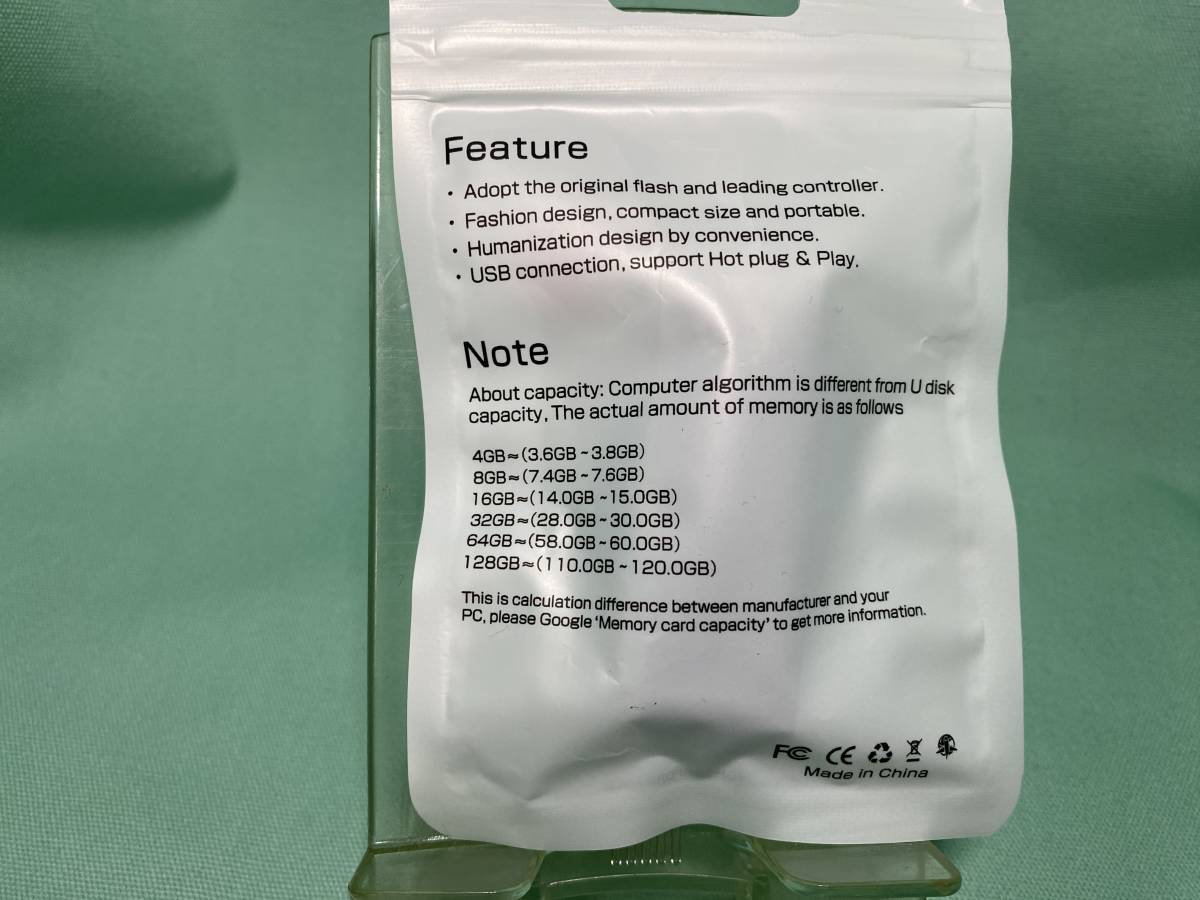 Feature
· Adopt the original flash and leading controller.
· Fashion design, compact size and portable.
· Humanization design by convenience.
· USB connection, support Hot plug & Play.
Note
About capacity: Computer algorithm is different from U disk
capacity, The actual amount of memory is as follows
4GB≈(3.6GB~3.8GB)
8GB≈(7.4GB~7.6GB)
16GB≈(14.0GB~15.0GB)
32GB≈(28.0GB~30.0GB)
64GB≈(58.0GB~60.0GB)
128GB≈(110.0GB~120.0GB)
This is calculation difference between manufacturer and your
PC, please Google ‘Memory card capacity’ to get more information.
FC CE
Made in China